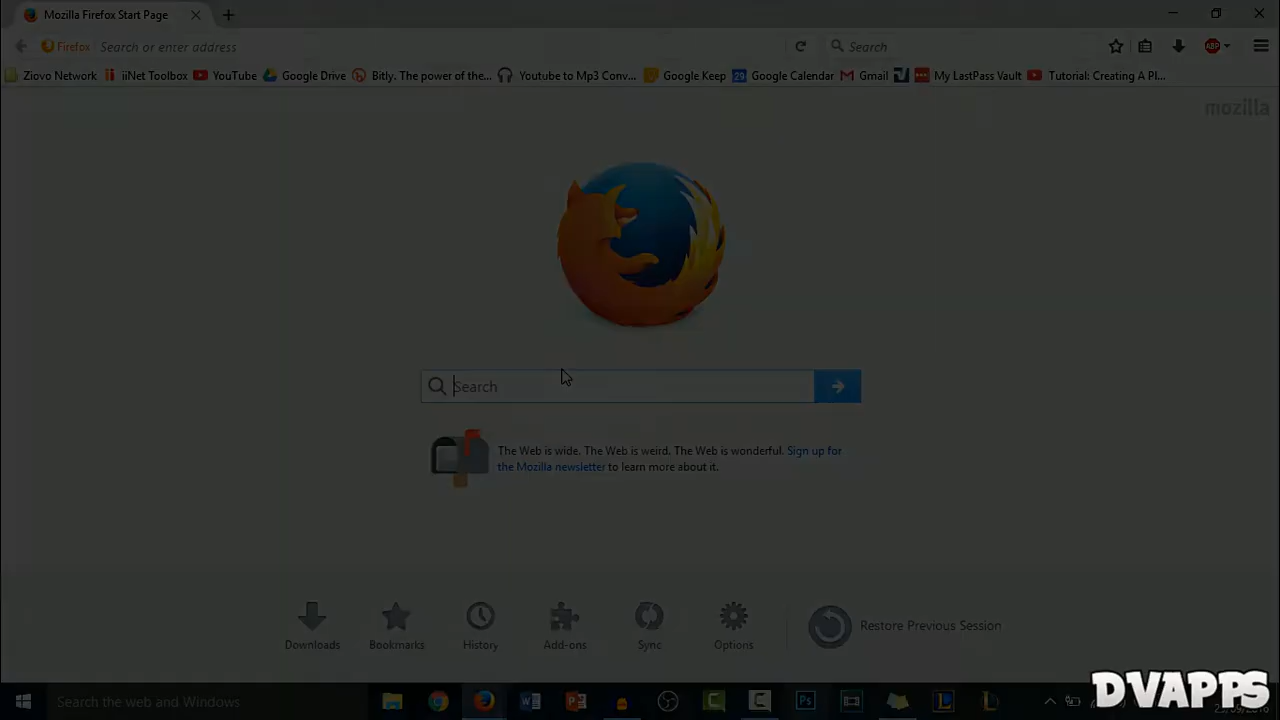 Mozilla Firefox Start Page
Firefox Search or enter address
Search
Ziovo Network iiNet Toolbox YouTube Google Drive Bitly. The power of the... Youtube to Mp3 Conv... Google Keep 29 Google Calendar Gmail My LastPass Vault Tutorial: Creating A Pl...
ABP
mozilla
Search
The Web is wide. The Web is weird. The Web is wonderful. Sign up for
the Mozilla newsletter to learn more about it.
Downloads Bookmarks History Add-ons Sync Options Restore Previous Session
Search the web and Windows
Ps
DVAPPS